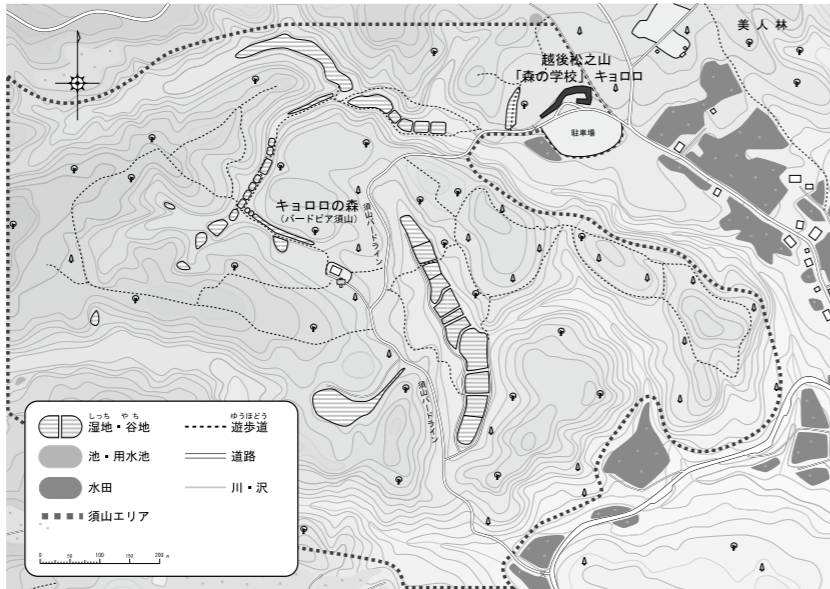 美人林
越後松之山
「森の学校」キョロロ
駐車場
キョロロの森
（バードピア須山）
須山バードライン
須山バードライン
しっち やち
湿地・谷地
ゆうほどう
遊歩道
池・用水池
道路
水田
川・沢
須山エリア
0 50 100 150 200 m